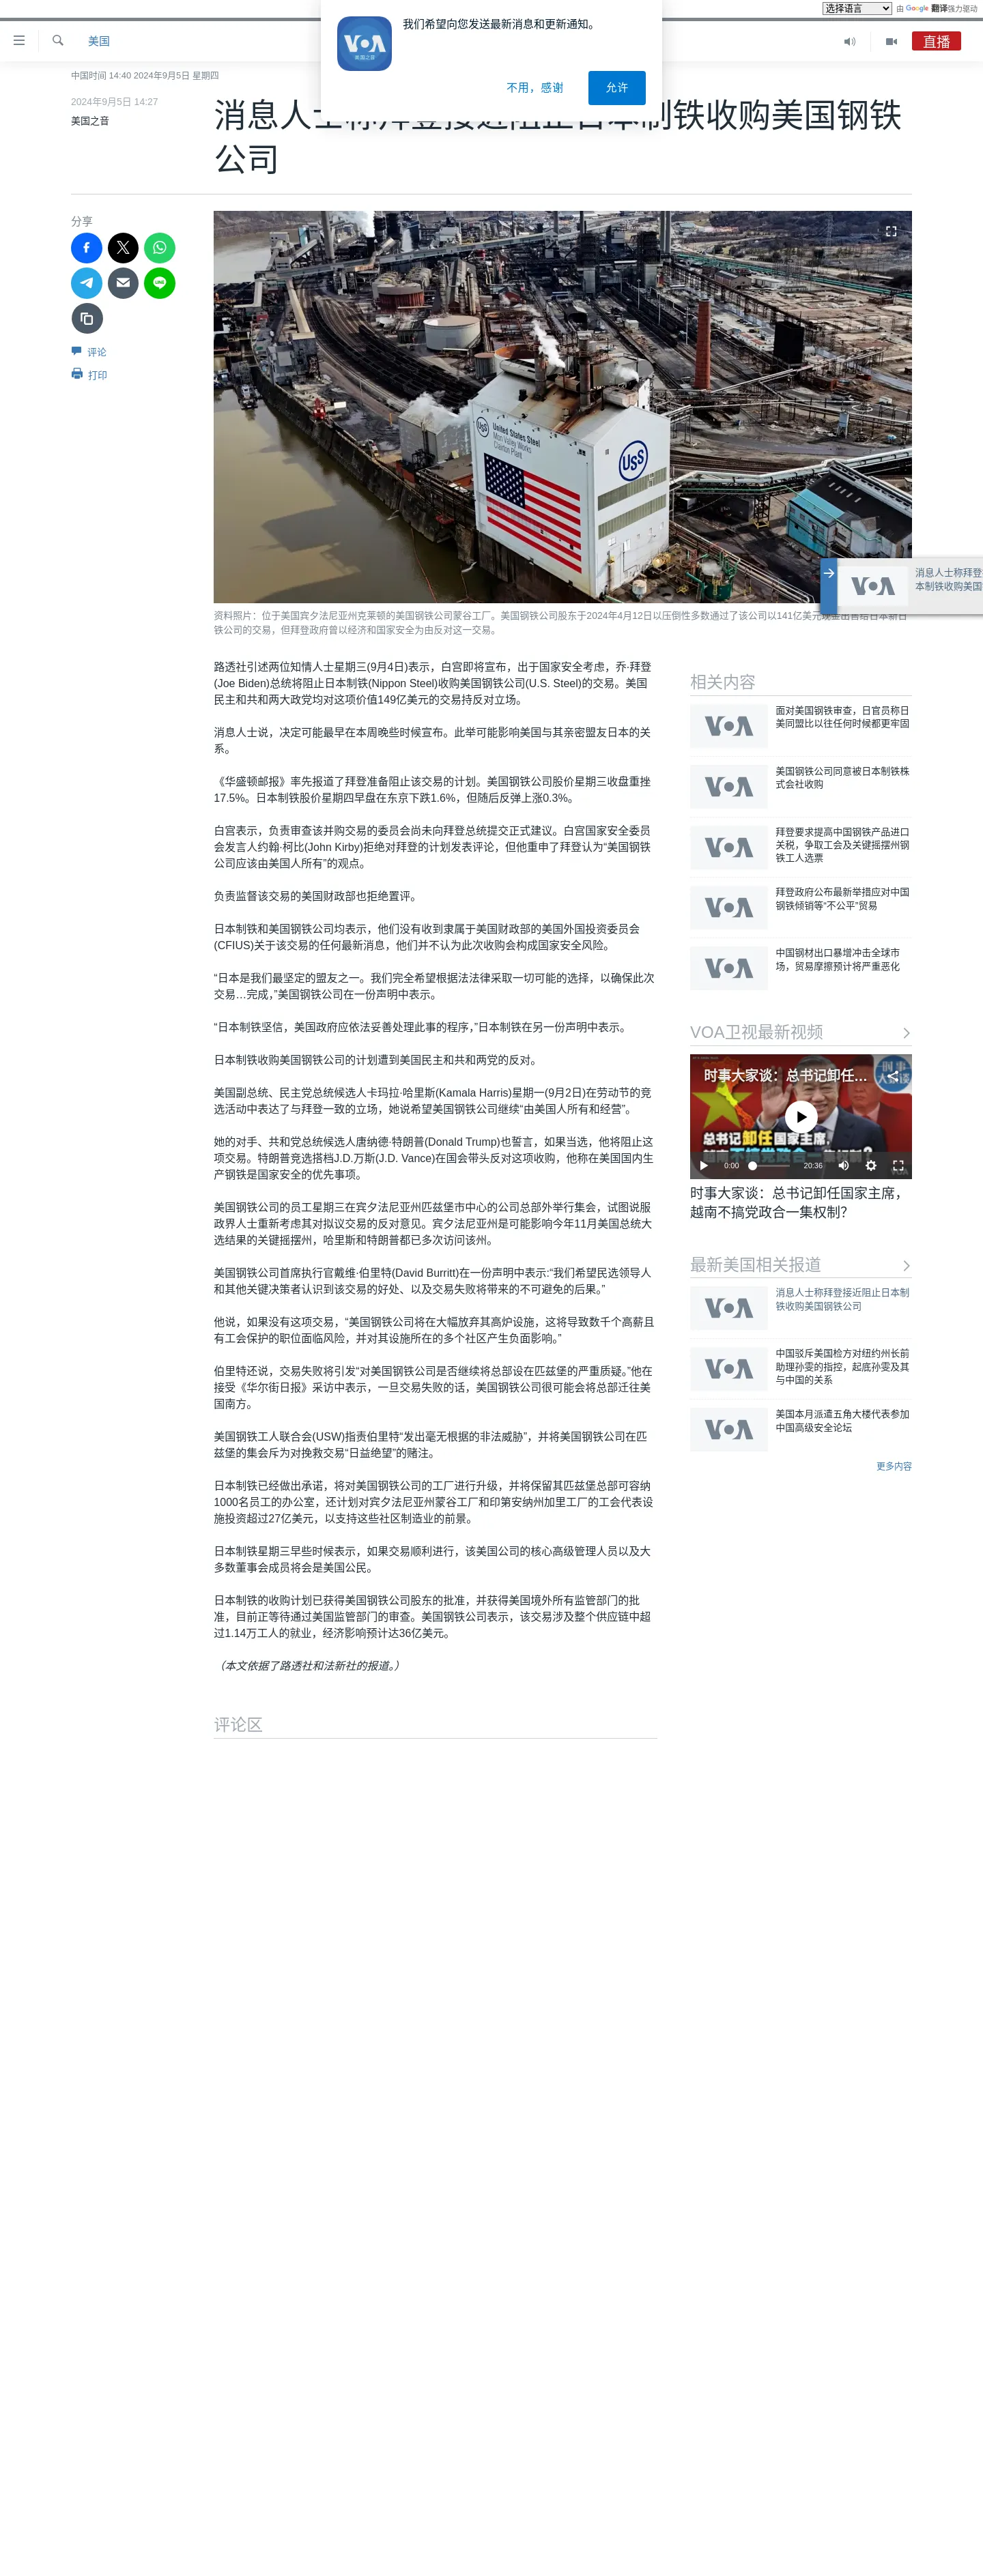 选择语言 由 Google 翻译强力驱动
我们希望向您发送最新消息和更新通知。
VOA
美国之音
不用，感谢
允许
美国
直播
中国时间 14:40 2024年9月5日 星期四
2024年9月5日 14:27
美国之音
消息人士称拜登接近阻止日本制铁收购美国钢铁
公司
分享
评论
打印
United States Steel
Mon Valley Works
Clairton Plant
USS
消息人士称拜登
本制铁收购美国
VOA
资料照片：位于美国宾夕法尼亚州克莱顿的美国钢铁公司蒙谷工厂。美国钢铁公司股东于2024年4月12日以压倒性多数通过了该公司以141亿美元现金出售给日本新日
铁公司的交易，但拜登政府曾以经济和国家安全为由反对这一交易。
路透社引述两位知情人士星期三(9月4日)表示，白宫即将宣布，出于国家安全考虑，乔·拜登
(Joe Biden)总统将阻止日本制铁(Nippon Steel)收购美国钢铁公司(U.S. Steel)的交易。美国
民主和共和两大政党均对这项价值149亿美元的交易持反对立场。
消息人士说，决定可能最早在本周晚些时候宣布。此举可能影响美国与其亲密盟友日本的关
系。
《华盛顿邮报》率先报道了拜登准备阻止该交易的计划。美国钢铁公司股价星期三收盘重挫
17.5%。日本制铁股价星期四早盘在东京下跌1.6%，但随后反弹上涨0.3%。
白宫表示，负责审查该并购交易的委员会尚未向拜登总统提交正式建议。白宫国家安全委员
会发言人约翰·柯比(John Kirby)拒绝对拜登的计划发表评论，但他重申了拜登认为“美国钢铁
公司应该由美国人所有”的观点。
负责监督该交易的美国财政部也拒绝置评。
日本制铁和美国钢铁公司均表示，他们没有收到隶属于美国财政部的美国外国投资委员会
(CFIUS)关于该交易的任何最新消息，他们并不认为此次收购会构成国家安全风险。
“日本是我们最坚定的盟友之一。我们完全希望根据法法律采取一切可能的选择，以确保此次
交易…完成，”美国钢铁公司在一份声明中表示。
“日本制铁坚信，美国政府应依法妥善处理此事的程序，”日本制铁在另一份声明中表示。
日本制铁收购美国钢铁公司的计划遭到美国民主和共和两党的反对。
美国副总统、民主党总统候选人卡玛拉·哈里斯(Kamala Harris)星期一(9月2日)在劳动节的竞
选活动中表达了与拜登一致的立场，她说希望美国钢铁公司继续“由美国人所有和经营”。
她的对手、共和党总统候选人唐纳德·特朗普(Donald Trump)也誓言，如果当选，他将阻止这
项交易。特朗普竞选搭档J.D.万斯(J.D. Vance)在国会带头反对这项收购，他称在美国国内生
产钢铁是国家安全的优先事项。
美国钢铁公司的员工星期三在宾夕法尼亚州匹兹堡市中心的公司总部外举行集会，试图说服
政界人士重新考虑其对拟议交易的反对意见。宾夕法尼亚州是可能影响今年11月美国总统大
选结果的关键摇摆州，哈里斯和特朗普都已多次访问该州。
美国钢铁公司首席执行官戴维·伯里特(David Burritt)在一份声明中表示:“我们希望民选领导人
和其他关键决策者认识到该交易的好处、以及交易失败将带来的不可避免的后果。”
他说，如果没有这项交易，“美国钢铁公司将在大幅放弃其高炉设施，这将导致数千个高薪且
有工会保护的职位面临风险，并对其设施所在的多个社区产生负面影响。”
伯里特还说，交易失败将引发“对美国钢铁公司是否继续将总部设在匹兹堡的严重质疑。”他在
接受《华尔街日报》采访中表示，一旦交易失败的话，美国钢铁公司很可能会将总部迁往美
国南方。
美国钢铁工人联合会(USW)指责伯里特“发出毫无根据的非法威胁”，并将美国钢铁公司在匹
兹堡的集会斥为对挽救交易“日益绝望”的赌注。
日本制铁已经做出承诺，将对美国钢铁公司的工厂进行升级，并将保留其匹兹堡总部可容纳
1000名员工的办公室，还计划对宾夕法尼亚州蒙谷工厂和印第安纳州加里工厂的工会代表设
施投资超过27亿美元，以支持这些社区制造业的前景。
日本制铁星期三早些时候表示，如果交易顺利进行，该美国公司的核心高级管理人员以及大
多数董事会成员将会是美国公民。
日本制铁的收购计划已获得美国钢铁公司股东的批准，并获得美国境外所有监管部门的批
准，目前正等待通过美国监管部门的审查。美国钢铁公司表示，该交易涉及整个供应链中超
过1.14万工人的就业，经济影响预计达36亿美元。
（本文依据了路透社和法新社的报道。）
评论区
相关内容
VOA
面对美国钢铁审查，日官员称日
美同盟比以往任何时候都更牢固
VOA
美国钢铁公司同意被日本制铁株
式会社收购
VOA
拜登要求提高中国钢铁产品进口
关税，争取工会及关键摇摆州钢
铁工人选票
VOA
拜登政府公布最新举措应对中国
钢铁倾销等“不公平”贸易
VOA
中国钢材出口暴增冲击全球市
场，贸易摩擦预计将严重恶化
VOA卫视最新视频
时事大家谈：总书记卸任...
总书记卸任国家主席，
越南不搞党政合一集权制？
0:00
20:36
时事大家谈：总书记卸任国家主席，
越南不搞党政合一集权制？
最新美国相关报道
VOA
消息人士称拜登接近阻止日本制
铁收购美国钢铁公司
VOA
中国驳斥美国检方对纽约州长前
助理孙雯的指控，起底孙雯及其
与中国的关系
VOA
美国本月派遣五角大楼代表参加
中国高级安全论坛
更多内容